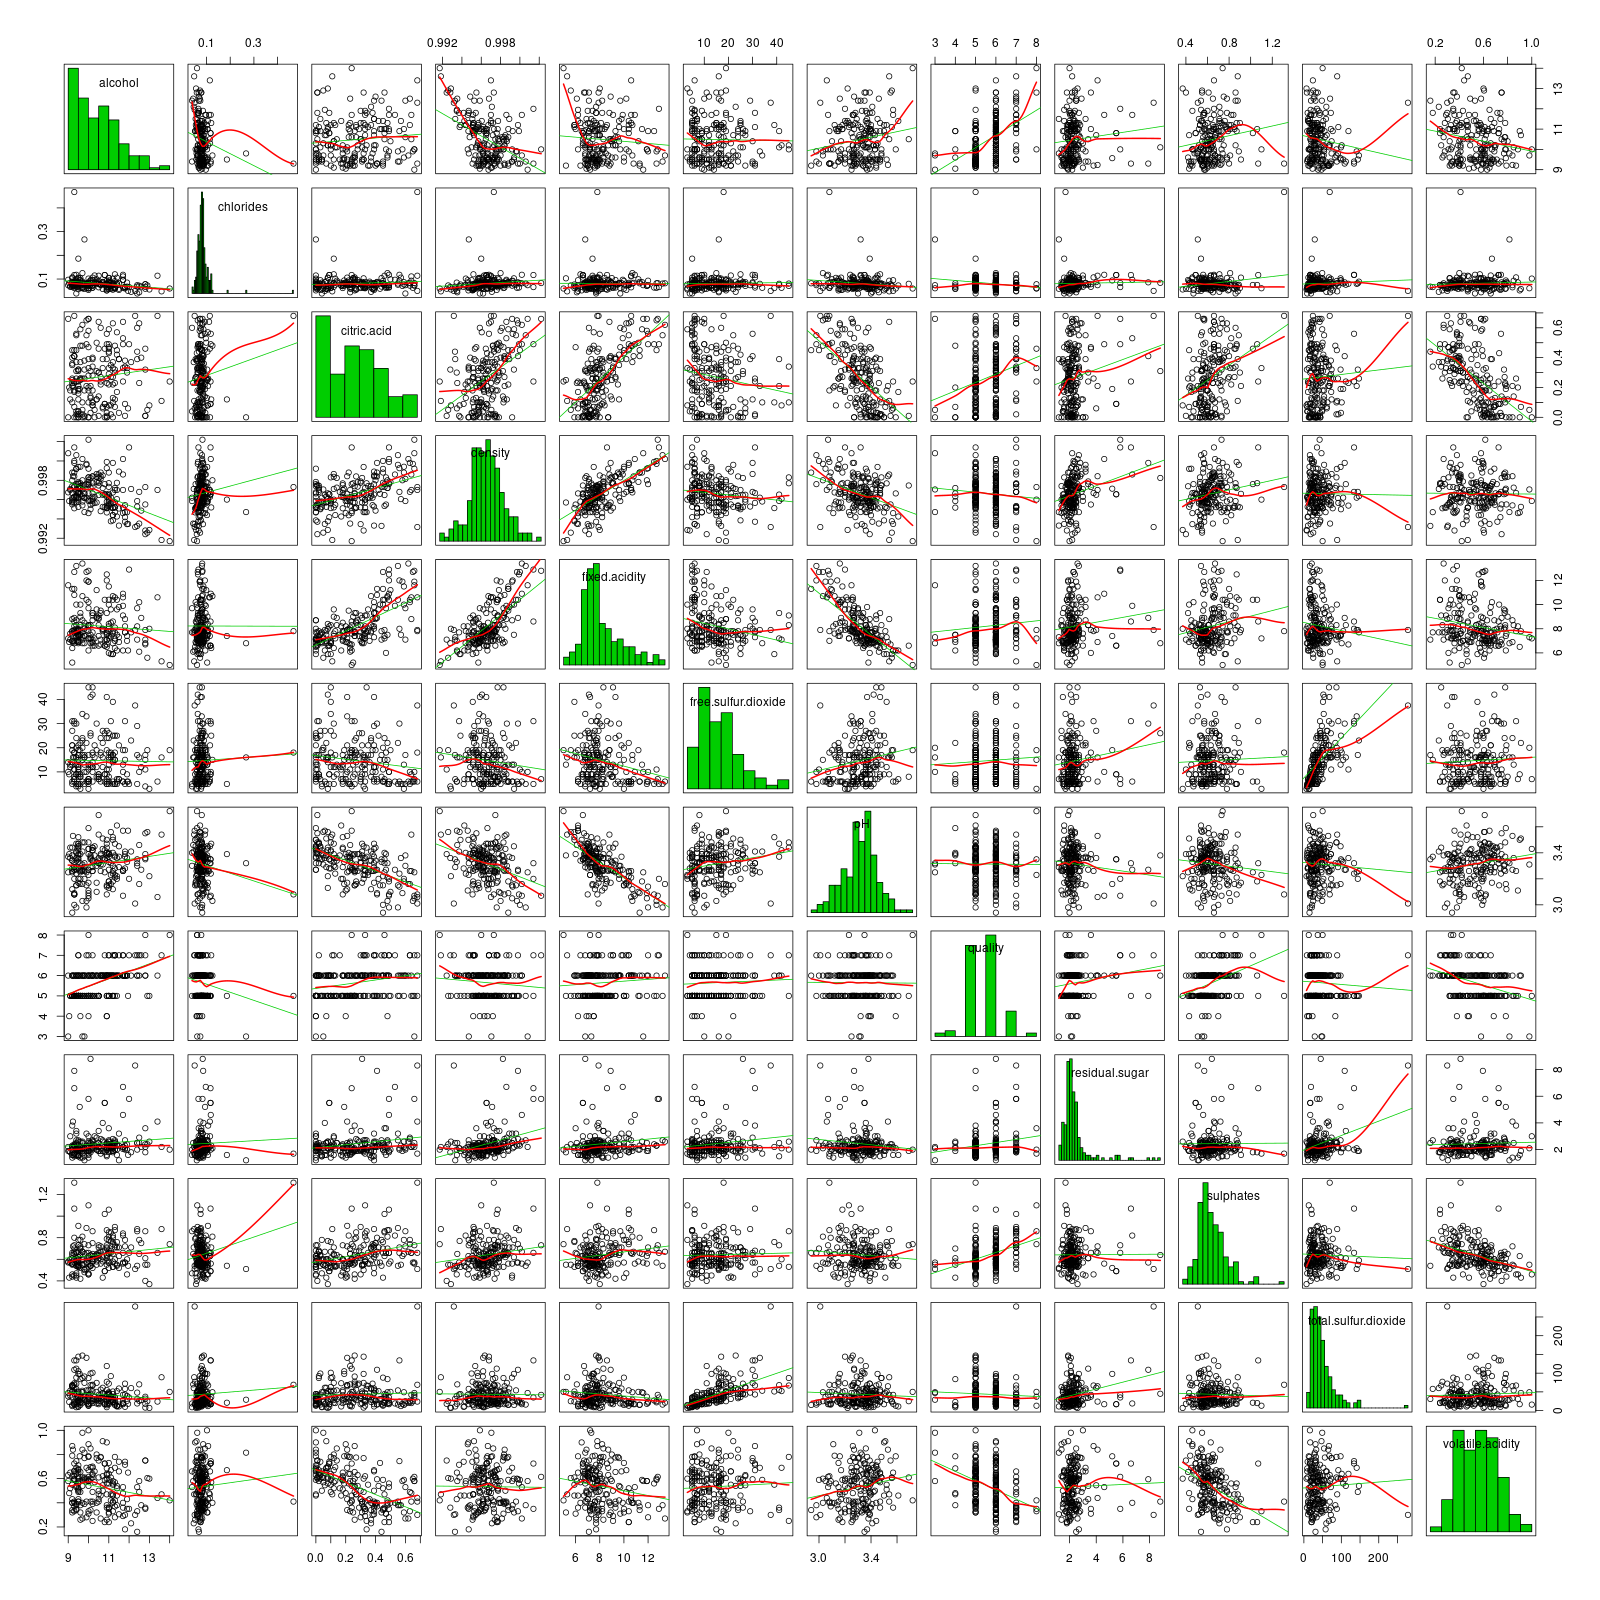 0.1 0.3 0.992 0.998 10 20 30 40 3 4 5 6 7 8 0.4 0.8 1.2 0.2 0.6 1.0
alcohol
9 10 11 13
chlorides
0.1 0.3
citric.acid
0.0 0.2 0.4 0.6
density
0.992 0.998
fixed.acidity
6 8 10 12
free.sulfur.dioxide
10 20 30 40
pH
3.0 3.4
quality
3 4 5 6 7 8
residual.sugar
2 4 6 8
sulphates
0.4 0.8 1.2
total.sulfur.dioxide
0 50 100 200
volatile.acidity
0.2 0.6 1.0
9 11 13 0.0 0.2 0.4 0.6 6 8 10 12 3.0 3.4 2 4 6 8 0 100 200